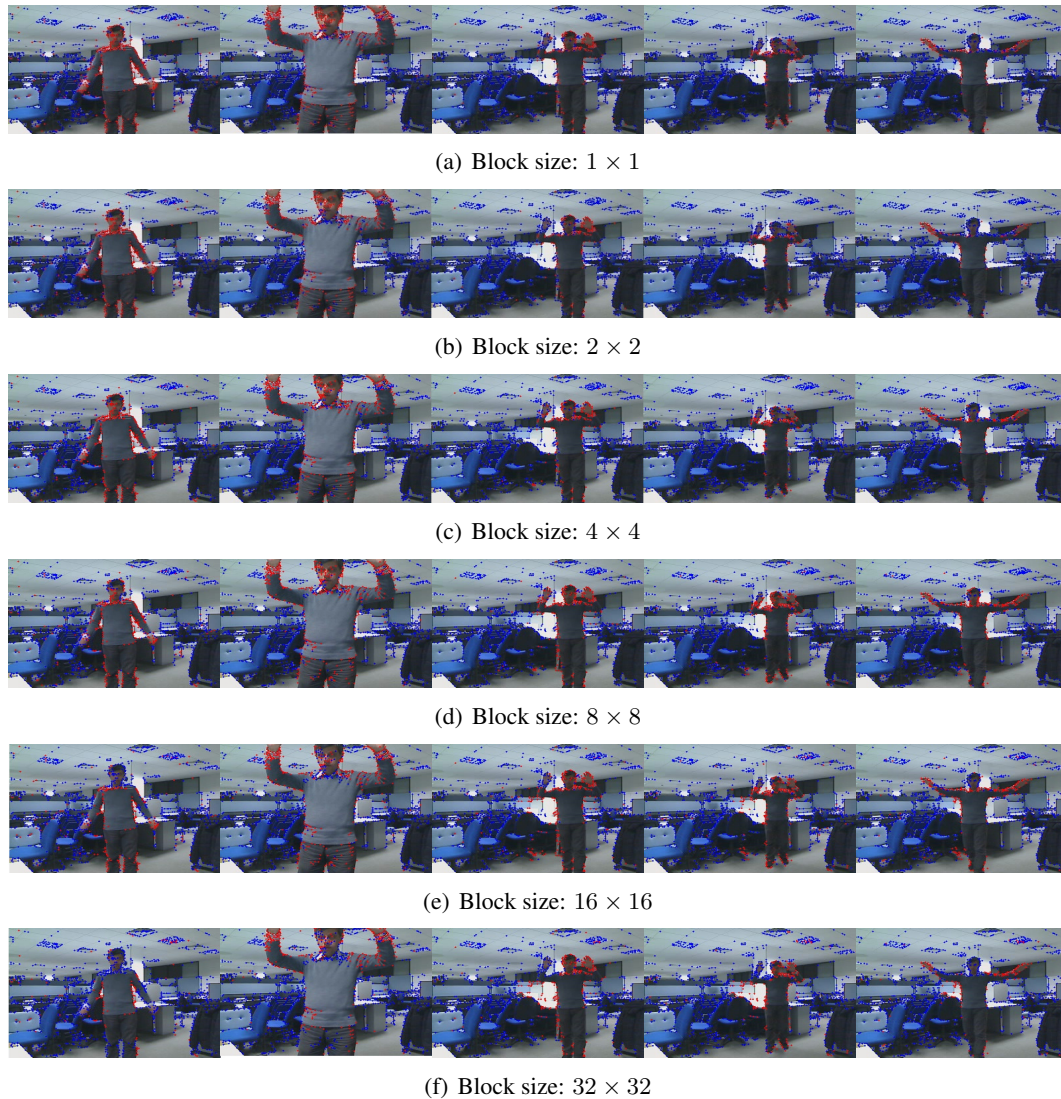 (a) Block size: 1 × 1
(b) Block size: 2 × 2
(c) Block size: 4 × 4
(d) Block size: 8 × 8
(e) Block size: 16 × 16
(f) Block size: 32 × 32